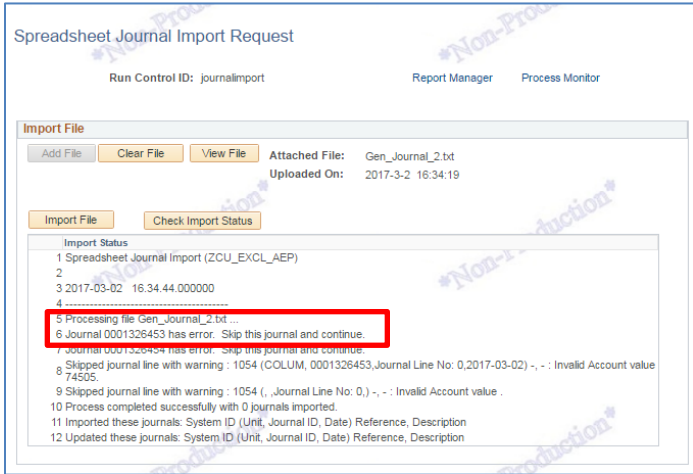 Spreadsheet Journal Import Request
Run Control ID: journalimport Report Manager Process Monitor
Import File
Add File Clear File View File Attached File: Gen_Journal_2.txt
Uploaded On: 2017-3-2 16:34:19
Import File Check Import Status
Import Status
1 Spreadsheet Journal Import (ZCU_EXCL_AEP)
2
3 2017-03-02 16.34.44.000000
4 ----------------------------------------
5 Processing file Gen_Journal_2.txt ...
6 Journal 0001326453 has error. Skip this journal and continue.
7 Journal 0001326454 has error. Skip this journal and continue.
8 Skipped journal line with warning : 1054 (COLUM, 0001326453,Journal Line No: 0,2017-03-02) -, - : Invalid Account value
74505.
9 Skipped journal line with warning : 1054 (, ,Journal Line No: 0,) -, - : Invalid Account value .
10 Process completed successfully with 0 journals imported.
11 Imported these journals: System ID (Unit, Journal ID, Date) Reference, Description
12 Updated these journals: System ID (Unit, Journal ID, Date) Reference, Description
*Non-Production*